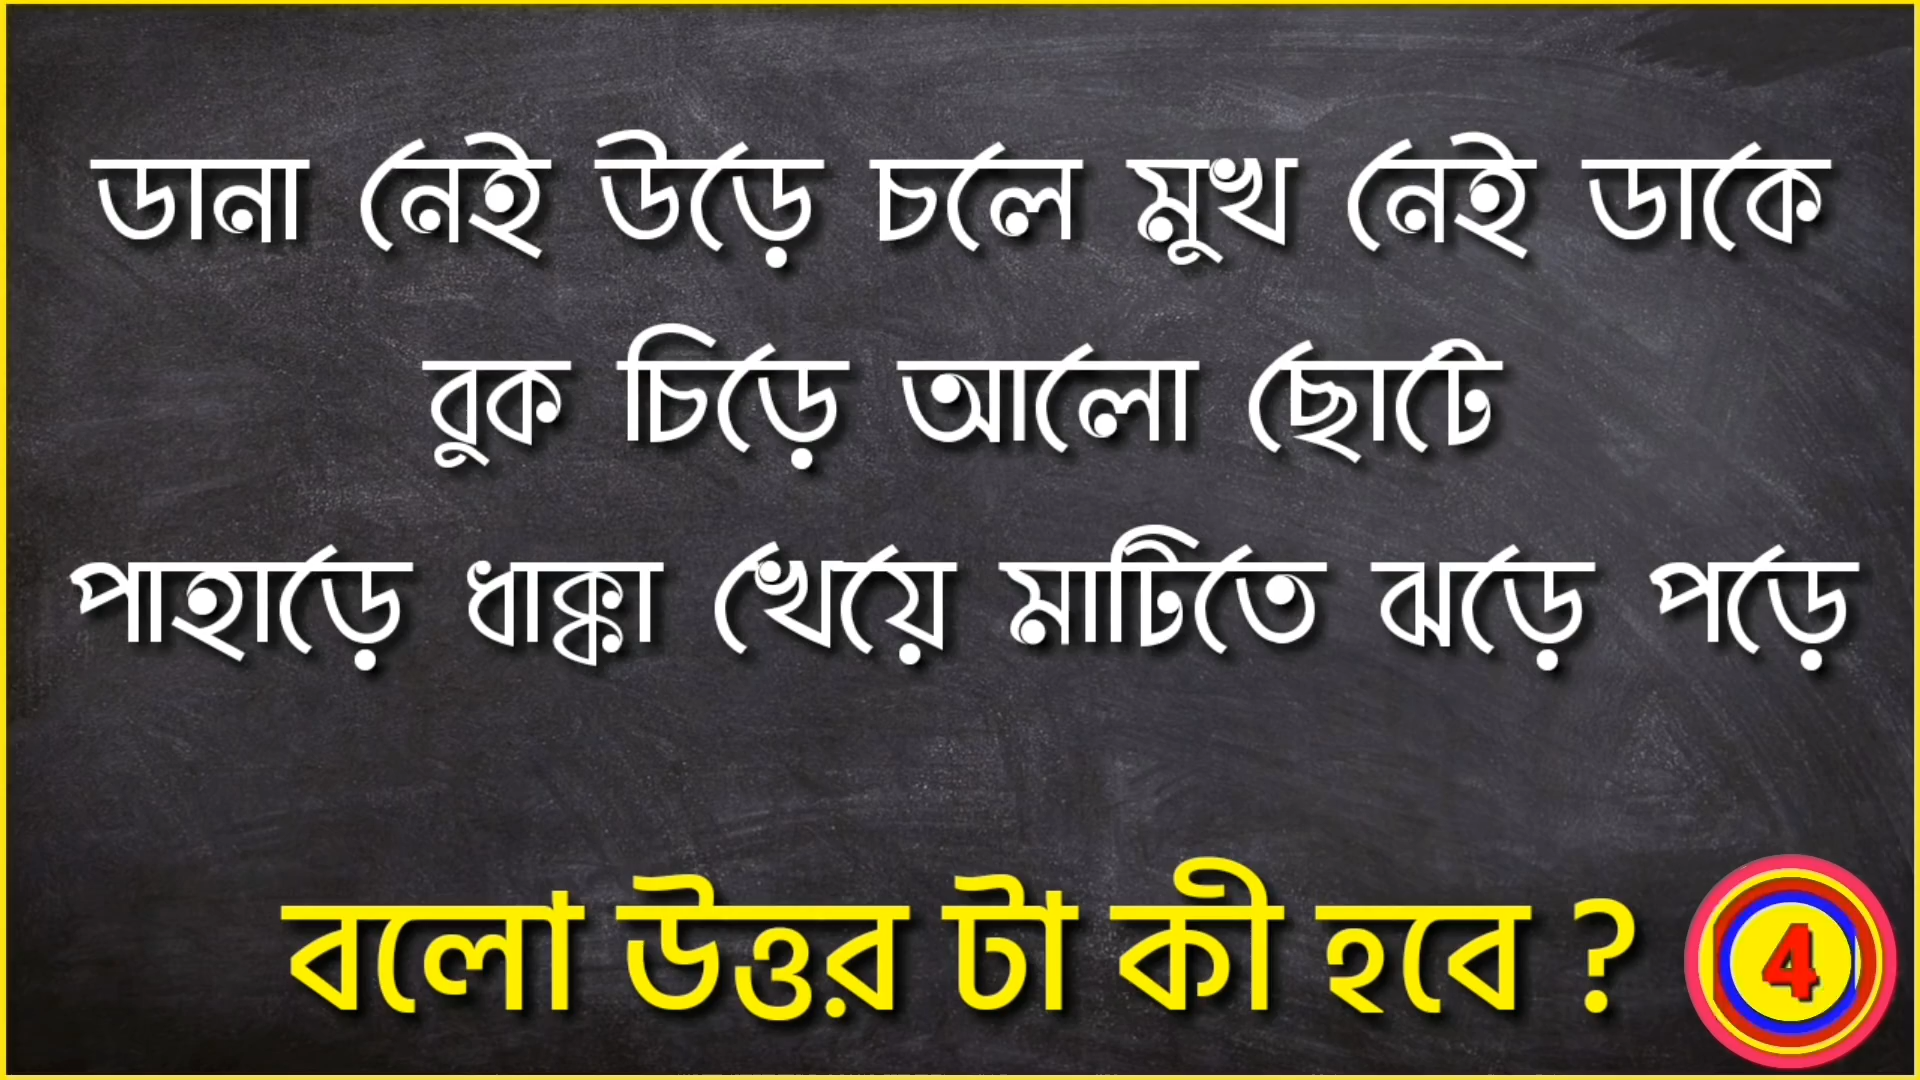 ডানা নেই উড়ে চলে মুখ নেই ডাকে
বুক চিড়ে আলো ছোটে
পাহাড়ে ধাক্কা খেয়ে মাটিতে ঝড়ে পড়ে
বলো উত্তর টা কী হবে ?
4